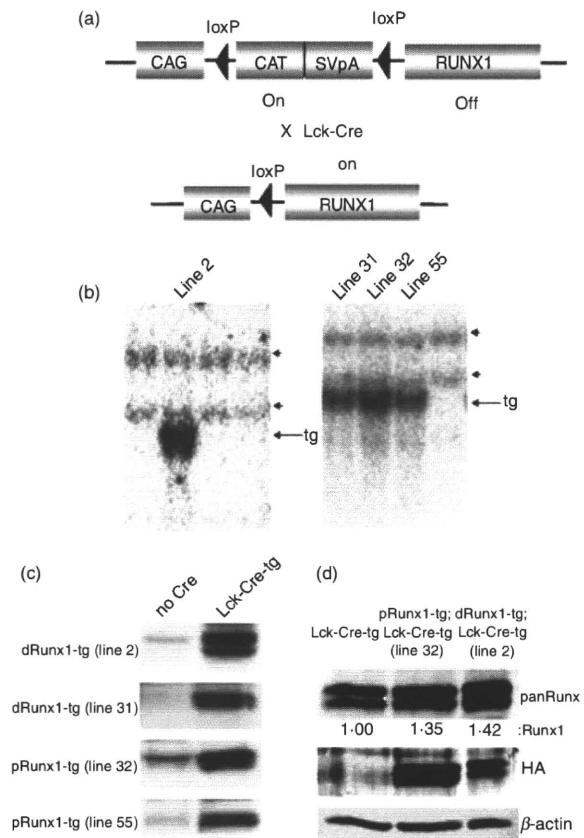 (a)
loxP loxP
CAG CAT SVpA RUNX1
On Off
X Lck-Cre
loxP on
CAG RUNX1
(b)
Line 2
Line 31 Line 32 Line 55
tg
tg
(c)
no Cre Lck-Cre-tg
dRunx1-tg (line 2)
dRunx1-tg (line 31)
pRunx1-tg (line 32)
pRunx1-tg (line 55)
(d)
pRunx1-tg; dRunx1-tg;
Lck-Cre-tg Lck-Cre-tg Lck-Cre-tg
(line 32) (line 2)
panRunx
1·00 1·35 1·42 :Runx1
HA
β-actin